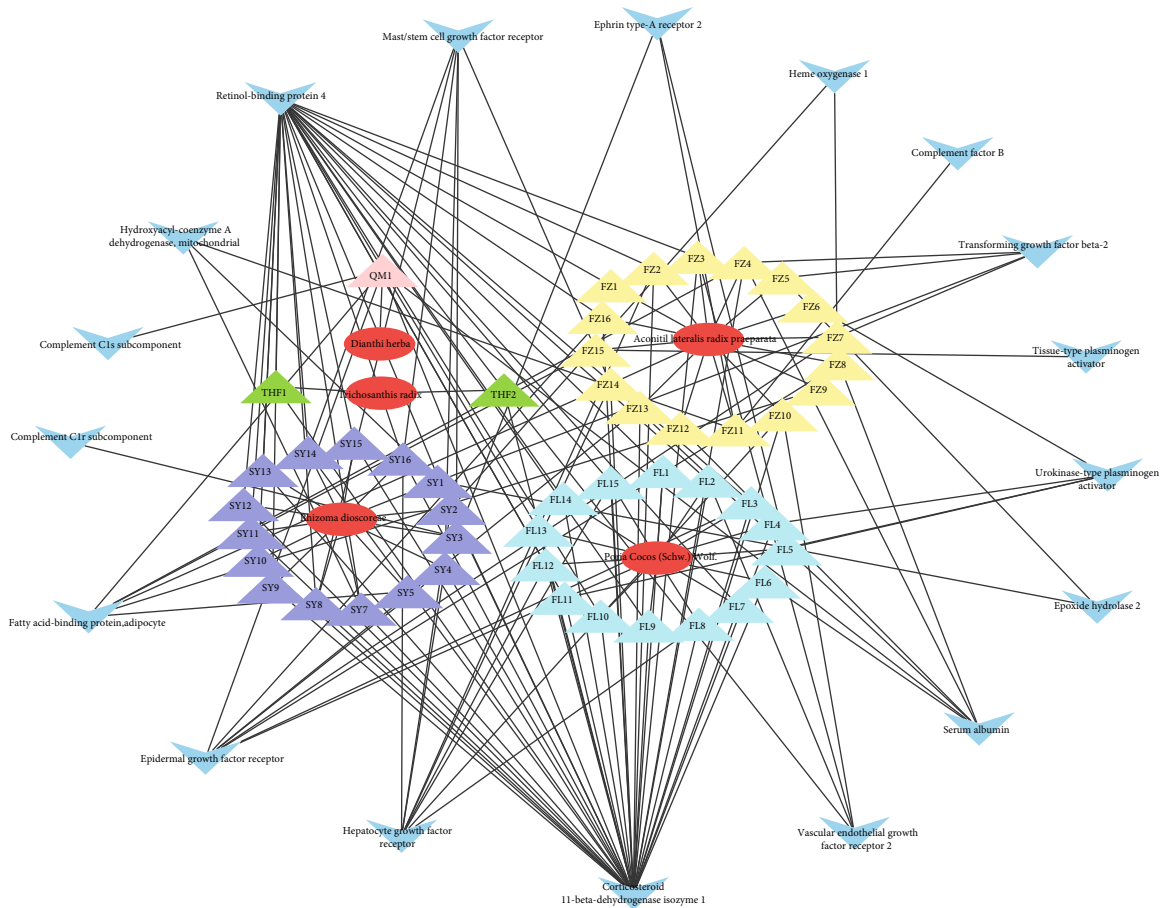 Mast/stem cell growth factor receptor
Ephrin type-A receptor 2
Heme oxygenase 1
Retinol-binding protein 4
Complement factor B
Hydroxyacyl-coenzyme A
dehydrogenase, mitochondrial
Transforming growth factor beta-2
QM1
FZ1
FZ2
FZ3
FZ4
FZ5
FZ6
FZ7
FZ8
FZ9
FZ10
FZ11
FZ12
FZ13
FZ14
FZ15
FZ16
Aconitil lateralis radix praeparata
Complement C1s subcomponent
Dianthi herba
Tissue-type plasminogen
activator
THF1
Trichosanthis radix
THF2
Complement C1r subcomponent
SY15
SY14
SY16
SY13
SY1
SY12
SY2
SY11
SY3
SY10
SY4
SY9
SY5
SY8
SY7
Rhizoma dioscoreae
Urokinase-type plasminogen
activator
FL1
FL2
FL3
FL4
FL5
FL6
FL7
FL8
FL9
FL10
FL11
FL12
FL13
FL14
FL15
Poria Cocos (Schw.) Wolf.
Epoxide hydrolase 2
Fatty acid-binding protein,adipocyte
Serum albumin
Epidermal growth factor receptor
Hepatocyte growth factor
receptor
Vascular endothelial growth
factor receptor 2
Corticosteroid
11-beta-dehydrogenase isozyme 1